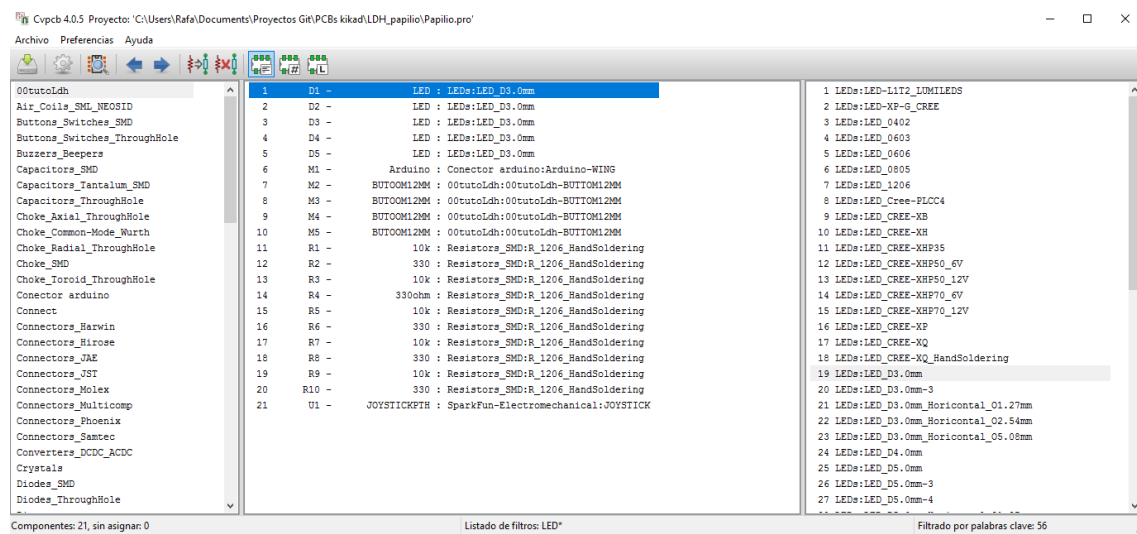 Cvpcb 4.0.5 Proyecto: 'C:\Users\Rafa\Documents\Proyectos Git\PCBs kikad\LDH_papilio\Papilio.pro'
Archivo Preferencias Ayuda
00tutoLdh
Air_Coils_SML_NEOSID
Buttons_Switches_SMD
Buttons_Switches_ThroughHole
Buzzers_Beepers
Capacitors_SMD
Capacitors_Tantalum_SMD
Capacitors_ThroughHole
Choke_Axial_ThroughHole
Choke_Common-Mode_Wurth
Choke_Radial_ThroughHole
Choke_SMD
Choke_Toroid_ThroughHole
Conector arduino
Connect
Connectors_Harwin
Connectors_Hirose
Connectors_JAE
Connectors_JST
Connectors_Molex
Connectors_Multicomp
Connectors_Phoenix
Connectors_Samtec
Converters_DCDC_ACDC
Crystals
Diodes_SMD
Diodes_ThroughHole
1 D1 - LED : LEDs:LED_D3.0mm
2 D2 - LED : LEDs:LED_D3.0mm
3 D3 - LED : LEDs:LED_D3.0mm
4 D4 - LED : LEDs:LED_D3.0mm
5 D5 - LED : LEDs:LED_D3.0mm
6 M1 - Arduino : Conector arduino:Arduino-WING
7 M2 - BUTOOM12MM : 00tutoLdh:00tutoLdh-BUTTOM12MM
8 M3 - BUTOOM12MM : 00tutoLdh:00tutoLdh-BUTTOM12MM
9 M4 - BUTOOM12MM : 00tutoLdh:00tutoLdh-BUTTOM12MM
10 M5 - BUTOOM12MM : 00tutoLdh:00tutoLdh-BUTTOM12MM
11 R1 - 10k : Resistors_SMD:R_1206_HandSoldering
12 R2 - 330 : Resistors_SMD:R_1206_HandSoldering
13 R3 - 10k : Resistors_SMD:R_1206_HandSoldering
14 R4 - 330ohm : Resistors_SMD:R_1206_HandSoldering
15 R5 - 10k : Resistors_SMD:R_1206_HandSoldering
16 R6 - 330 : Resistors_SMD:R_1206_HandSoldering
17 R7 - 10k : Resistors_SMD:R_1206_HandSoldering
18 R8 - 330 : Resistors_SMD:R_1206_HandSoldering
19 R9 - 10k : Resistors_SMD:R_1206_HandSoldering
20 R10 - 330 : Resistors_SMD:R_1206_HandSoldering
21 U1 - JOYSTICKPTH : SparkFun-Electromechanical:JOYSTICK
1 LEDs:LED-L1T2_LUMILEDS
2 LEDs:LED-XP-G_CREE
3 LEDs:LED_0402
4 LEDs:LED_0603
5 LEDs:LED_0606
6 LEDs:LED_0805
7 LEDs:LED_1206
8 LEDs:LED_Cree-PLCC4
9 LEDs:LED_CREE-XB
10 LEDs:LED_CREE-XH
11 LEDs:LED_CREE-XHP35
12 LEDs:LED_CREE-XHP50_6V
13 LEDs:LED_CREE-XHP50_12V
14 LEDs:LED_CREE-XHP70_6V
15 LEDs:LED_CREE-XHP70_12V
16 LEDs:LED_CREE-XP
17 LEDs:LED_CREE-XQ
18 LEDs:LED_CREE-XQ_HandSoldering
19 LEDs:LED_D3.0mm
20 LEDs:LED_D3.0mm-3
21 LEDs:LED_D3.0mm_Horicontal_O1.27mm
22 LEDs:LED_D3.0mm_Horicontal_O2.54mm
23 LEDs:LED_D3.0mm_Horicontal_O5.08mm
24 LEDs:LED_D4.0mm
25 LEDs:LED_D5.0mm
26 LEDs:LED_D5.0mm-3
27 LEDs:LED_D5.0mm-4
Componentes: 21, sin asignar: 0
Listado de filtros: LED*
Filtrado por palabras clave: 56